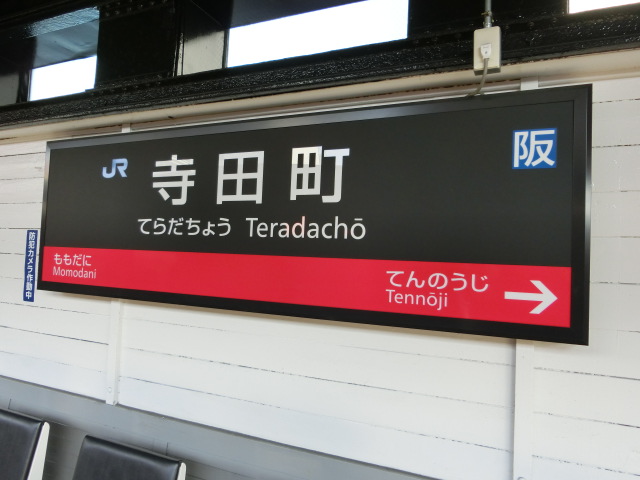 JR 寺田町 阪
てらだちょう Teradachō
ももだに
Momodani
てんのうじ
Tennōji
→
防犯カメラ作動中